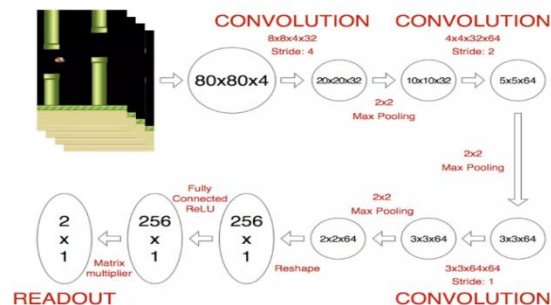 CONVOLUTION
8x8x4x32
Stride: 4
CONVOLUTION
4x4x32x64
Stride: 2
80x80x4
20x20x32
10x10x32
5x5x64
2x2
Max Pooling
2x2
Max Pooling
3x3x64
3x3x64
2x2x64
2x2
Max Pooling
3x3x64x64
Stride: 1
CONVOLUTION
Reshape
256
x
1
Fully
Connected
ReLU
256
x
1
Matrix
multiplier
2
x
1
READOUT